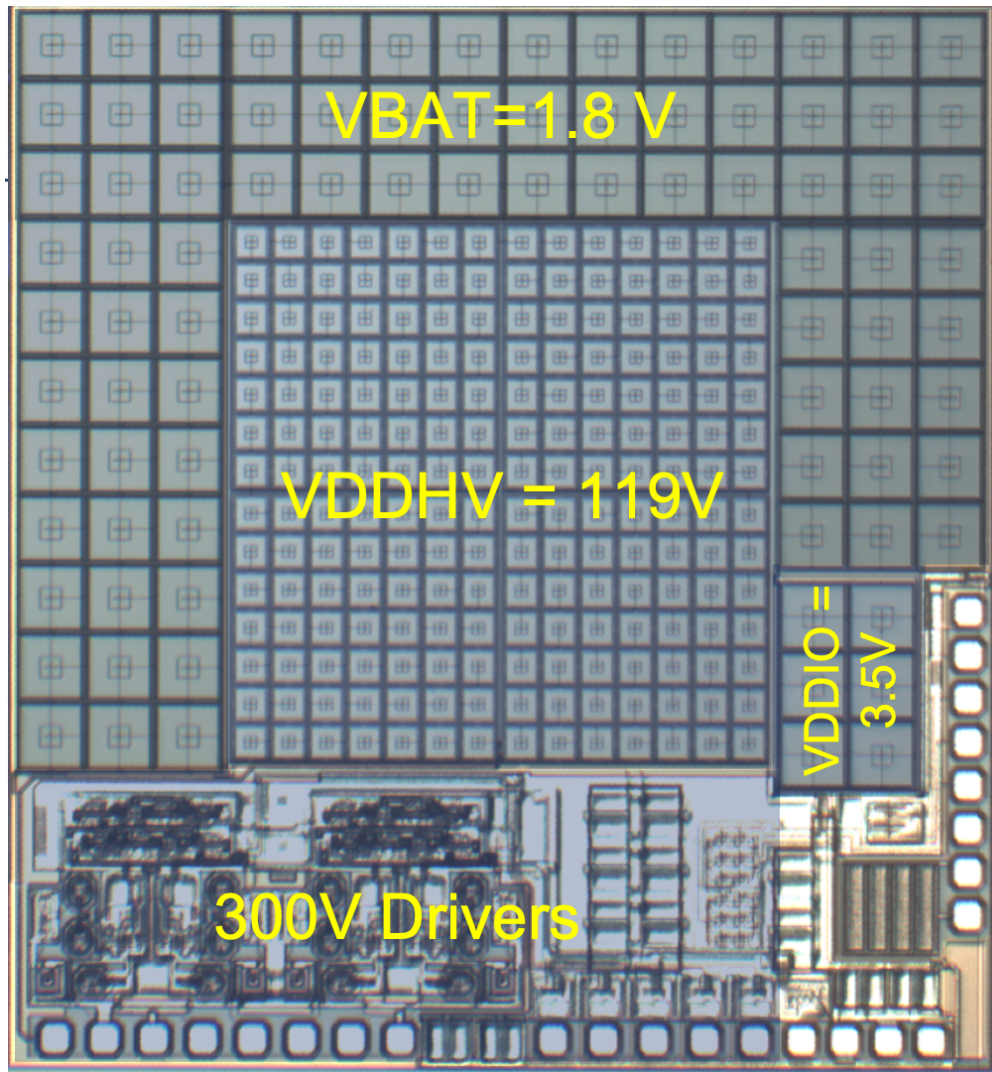 VBAT=1.8 V
VDDHV = 119V
VDDIO =
3.5V
300V Drivers